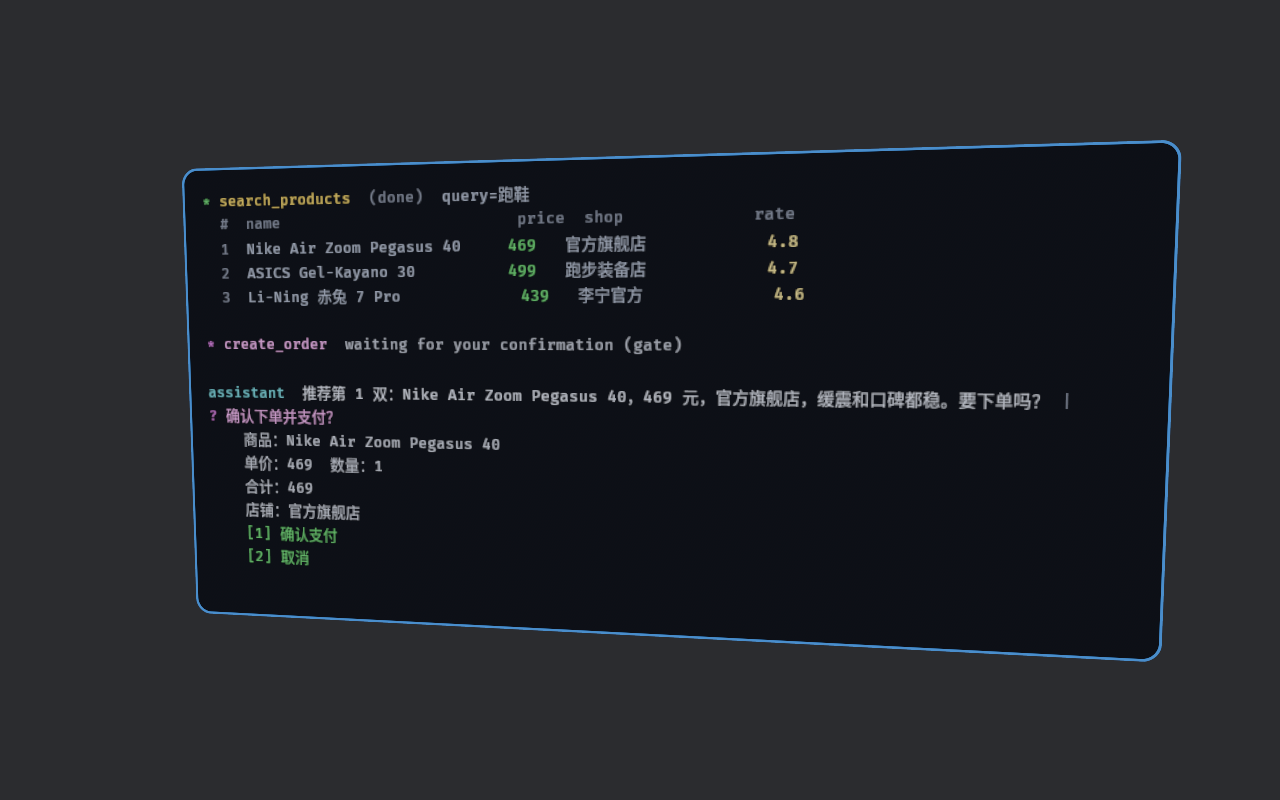 * search_products (done) query=跑鞋
# name price shop rate
1 Nike Air Zoom Pegasus 40 469 官方旗舰店 4.8
2 ASICS Gel-Kayano 30 499 跑步装备店 4.7
3 Li-Ning 赤兔 7 Pro 439 李宁官方 4.6
* create_order waiting for your confirmation (gate)
assistant 推荐第 1 双: Nike Air Zoom Pegasus 40, 469 元, 官方旗舰店, 缓震和口碑都稳。要下单吗? |
? 确认下单并支付?
商品: Nike Air Zoom Pegasus 40
单价: 469 数量: 1
合计: 469
店铺: 官方旗舰店
[1] 确认支付
[2] 取消